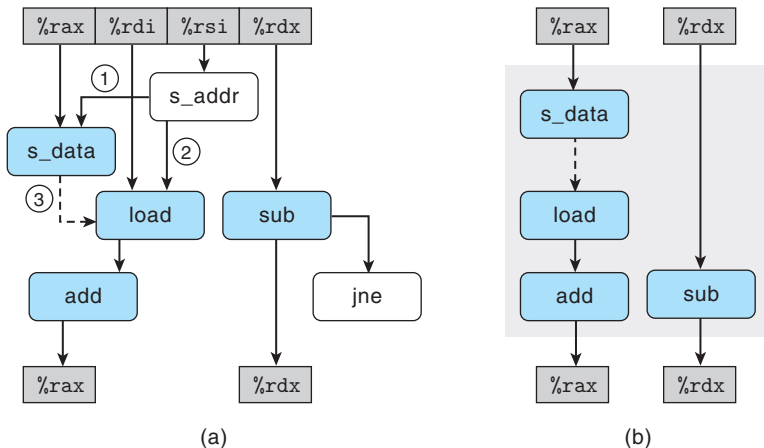 %rax %rdi %rsi %rdx %rax %rdx
1 s_addr
s_data s_data
2
3 load sub load
add jne add sub
%rax %rdx %rax %rdx
(a) (b)